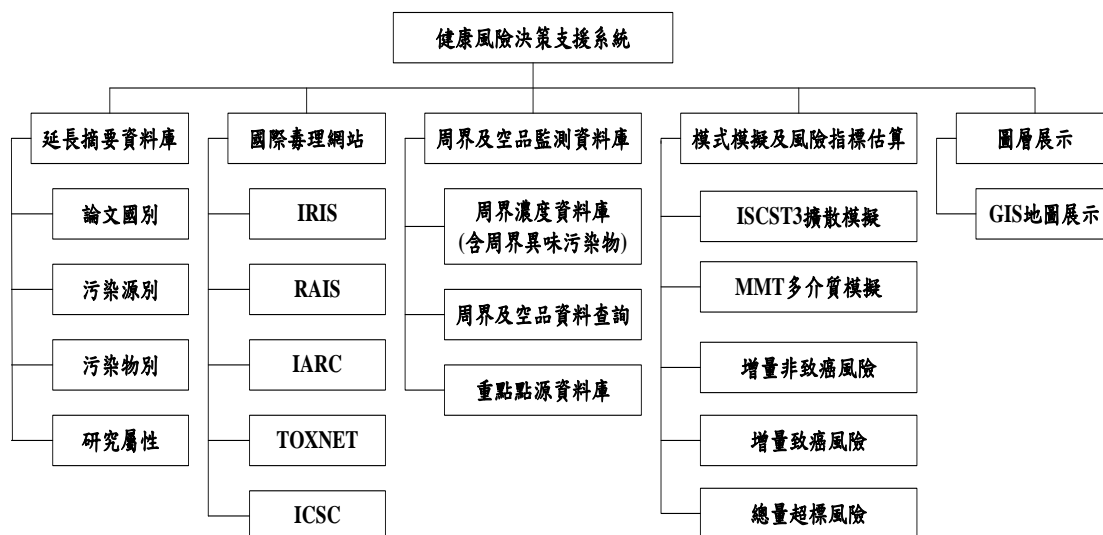 健康風險決策支援系統
延長摘要資料庫
論文國別
污染源別
污染物別
研究屬性
國際毒理網站
IRIS
RAIS
IARC
TOXNET
ICSC
周界及空品監測資料庫
周界濃度資料庫
(含周界異味污染物)
周界及空品資料查詢
重點點源資料庫
模式模擬及風險指標估算
ISCST3擴散模擬
MMT多介質模擬
增量非致癌風險
增量致癌風險
總量超標風險
圖層展示
GIS地圖展示